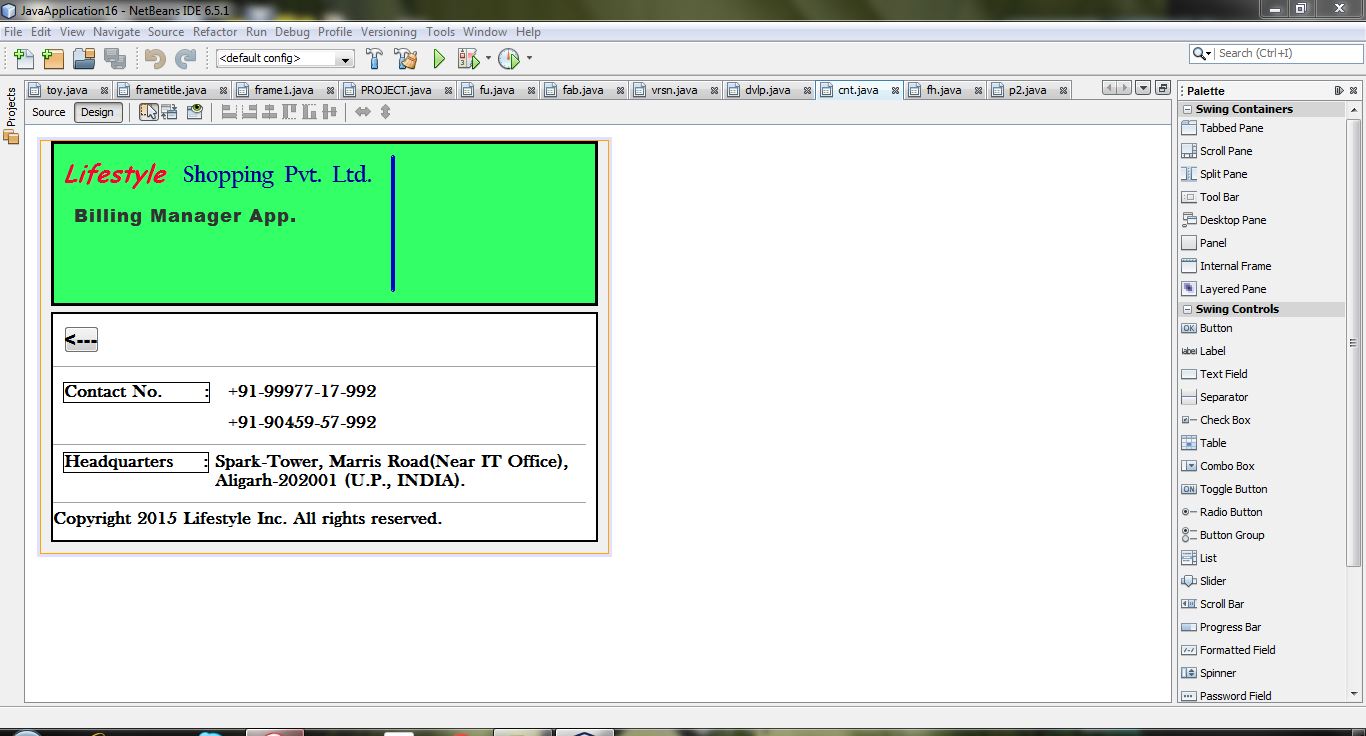 JavaApplication16 - NetBeans IDE 6.5.1
File Edit View Navigate Source Refactor Run Debug Profile Versioning Tools Window Help
<default config>
Search (Ctrl+I)
Projects
toy.java frametitle.java frame1.java PROJECT.java fu.java fab.java vrsn.java dvlp.java cnt.java fh.java p2.java
Source Design
Lifestyle Shopping Pvt. Ltd.
Billing Manager App.
<---
Contact No. : +91-99977-17-992
+91-90459-57-992
Headquarters : Spark-Tower, Marris Road(Near IT Office),
Aligarh-202001 (U.P., INDIA).
Copyright 2015 Lifestyle Inc. All rights reserved.
Palette
Swing Containers
Tabbed Pane
Scroll Pane
Split Pane
Tool Bar
Desktop Pane
Panel
Internal Frame
Layered Pane
Swing Controls
OK Button
label Label
Text Field
Separator
Check Box
Table
Combo Box
ON Toggle Button
Radio Button
Button Group
List
Slider
Scroll Bar
Progress Bar
Formatted Field
Spinner
Password Field